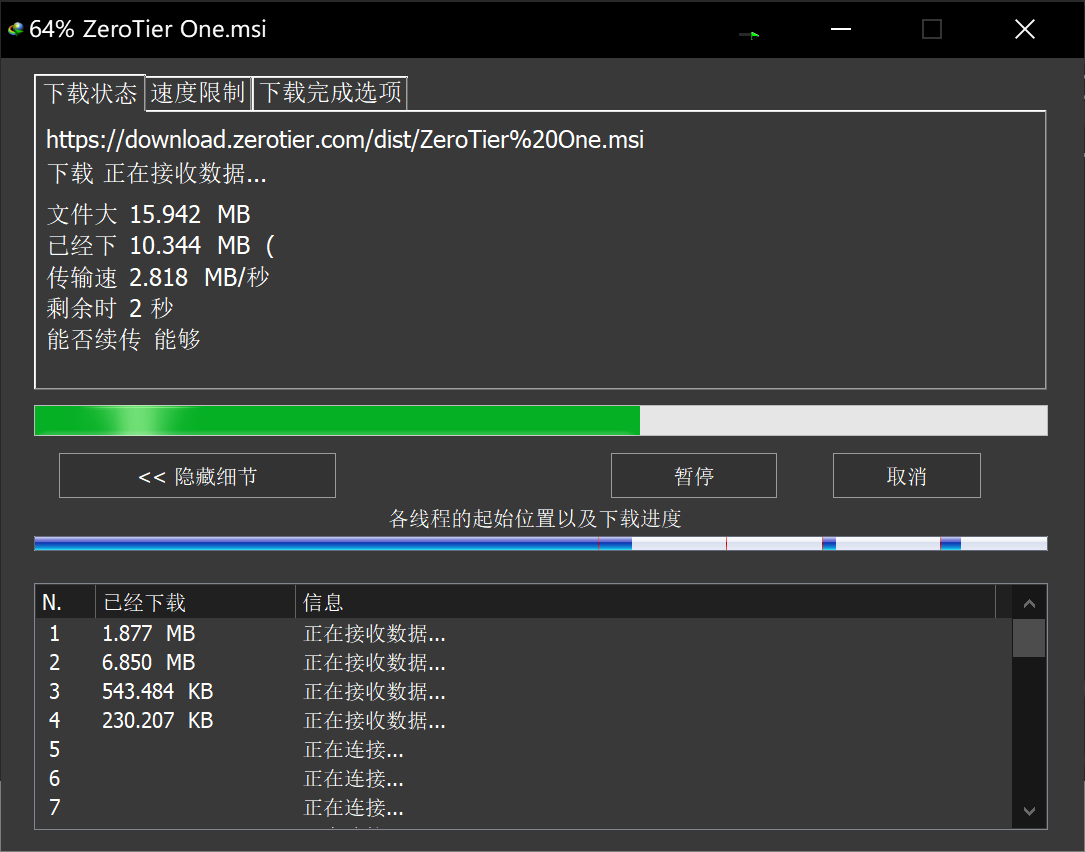 64% ZeroTier One.msi
下载状态 速度限制 下载完成选项
https://download.zerotier.com/dist/ZeroTier%20One.msi
下载 正在接收数据...
文件大 15.942 MB
已经下 10.344 MB (
传输速 2.818 MB/秒
剩余时 2 秒
能否续传 能够
<< 隐藏细节 暂停 取消
各线程的起始位置以及下载进度
N. 已经下载 信息
1 1.877 MB 正在接收数据...
2 6.850 MB 正在接收数据...
3 543.484 KB 正在接收数据...
4 230.207 KB 正在接收数据...
5 正在连接...
6 正在连接...
7 正在连接...